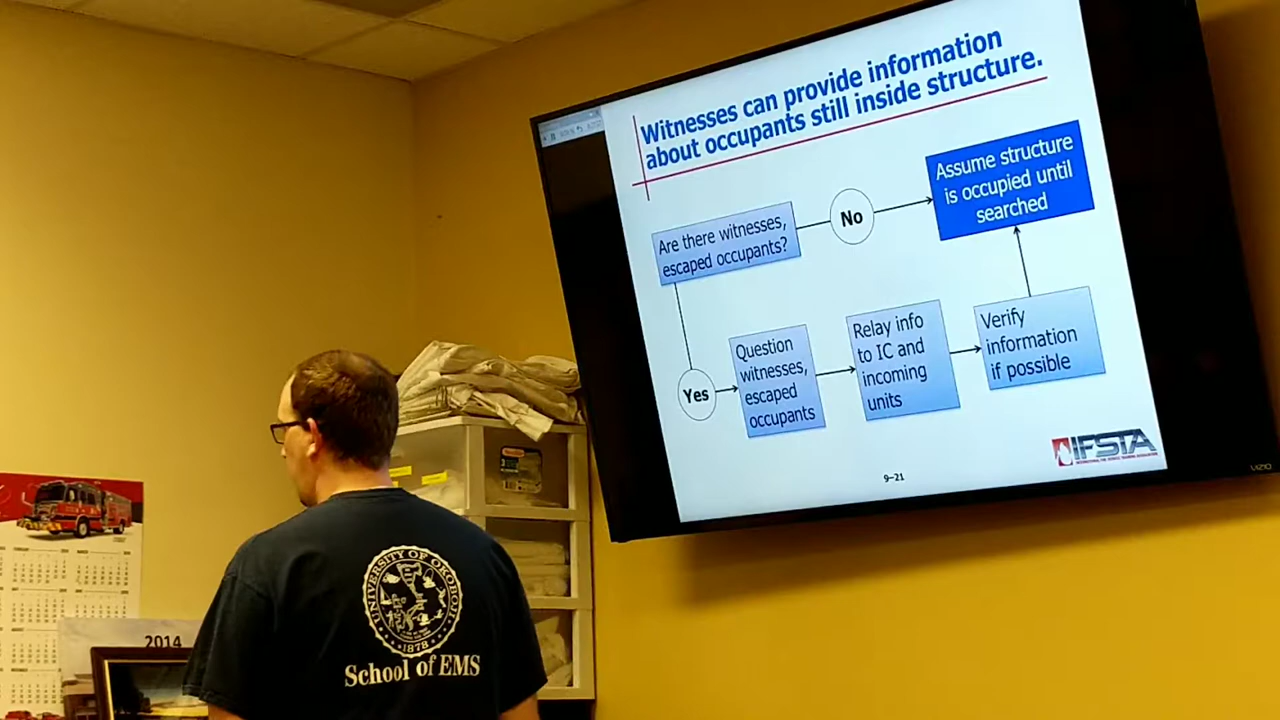 Witnesses can provide information
about occupants still inside structure.
Are there witnesses,
escaped occupants?
No
Assume structure
is occupied until
searched
Yes
Question
witnesses,
escaped
occupants
Relay info
to IC and
incoming
units
Verify
information
if possible
IFSTA
9-21
VIZIO
UNIVERSITY OF OKOBOJI
1878
School of EMS
2014